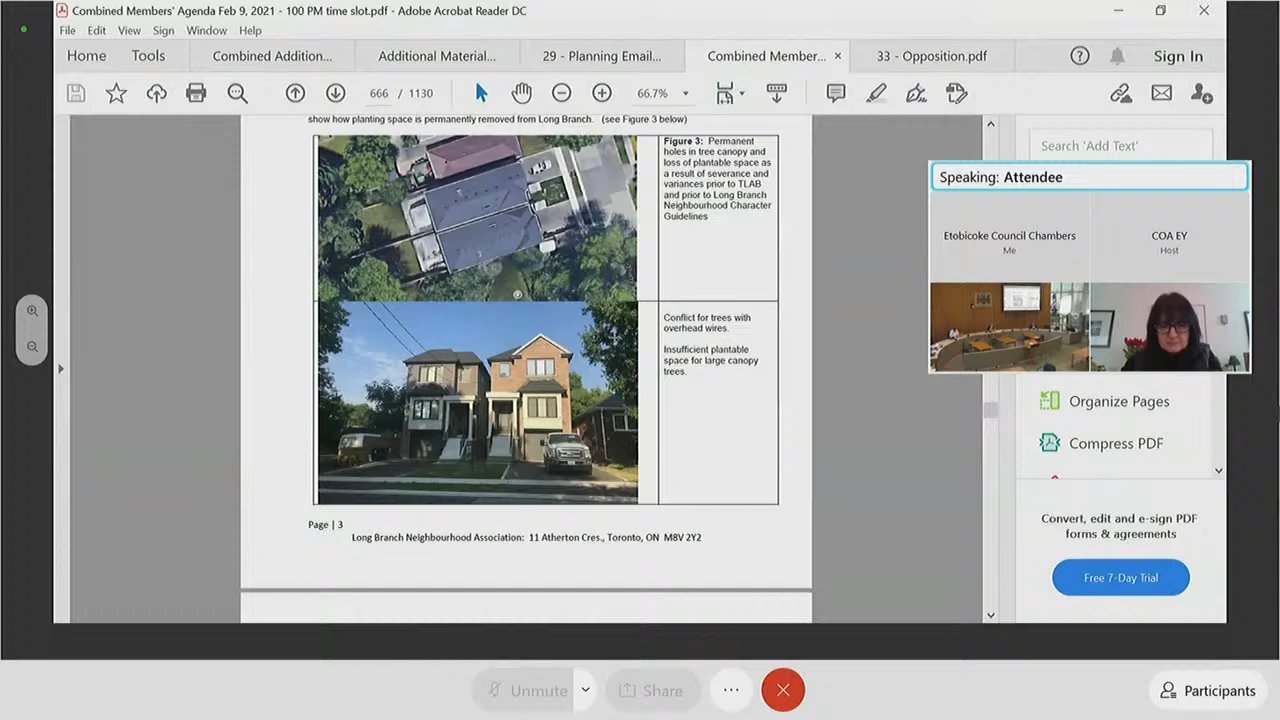 Combined Members' Agenda Feb 9, 2021 - 100 PM time slot.pdf - Adobe Acrobat Reader DC
File Edit View Sign Window Help
Home Tools Combined Addition... Additional Material... 29 - Planning Email... Combined Member... × 33 - Opposition.pdf Sign In
666 / 1130 66.7%
show how planting space is permanently removed from Long Branch. (see Figure 3 below)
Figure 3: Permanent
holes in tree canopy and
loss of plantable space as
a result of severance and
variances prior to TLAB
and prior to Long Branch
Neighbourhood Character
Guidelines
Conflict for trees with
overhead wires.
Insufficient plantable
space for large canopy
trees.
Page | 3
Long Branch Neighbourhood Association: 11 Atherton Cres., Toronto, ON M8V 2Y2
Search 'Add Text'
Speaking: Attendee
Etobicoke Council Chambers
Me
COA EY
Host
Organize Pages
Compress PDF
Convert, edit and e-sign PDF
forms & agreements
Free 7-Day Trial
Unmute Share ... Participants